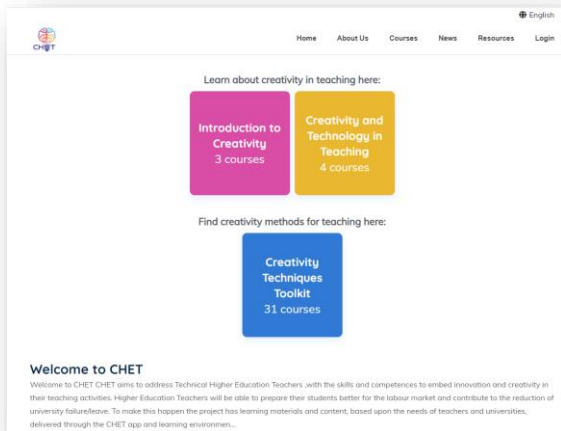 English
CHET
Home About Us Courses News Resources Login
Learn about creativity in teaching here:
Introduction to
Creativity
3 courses
Creativity and
Technology in
Teaching
4 courses
Find creativity methods for teaching here:
Creativity
Techniques
Toolkit
31 courses
Welcome to CHET
Welcome to CHET CHET aims to address Technical Higher Education Teachers ,with the skills and competences to embed innovation and creativity in
their teaching activities. Higher Education Teachers will be able to prepare their students better for the labour market and contribute to the reduction of
university failure/leave. To make this happen the project has learning materials and content, based upon the needs of teachers and universities,
delivered through the CHET app and learning environmen...